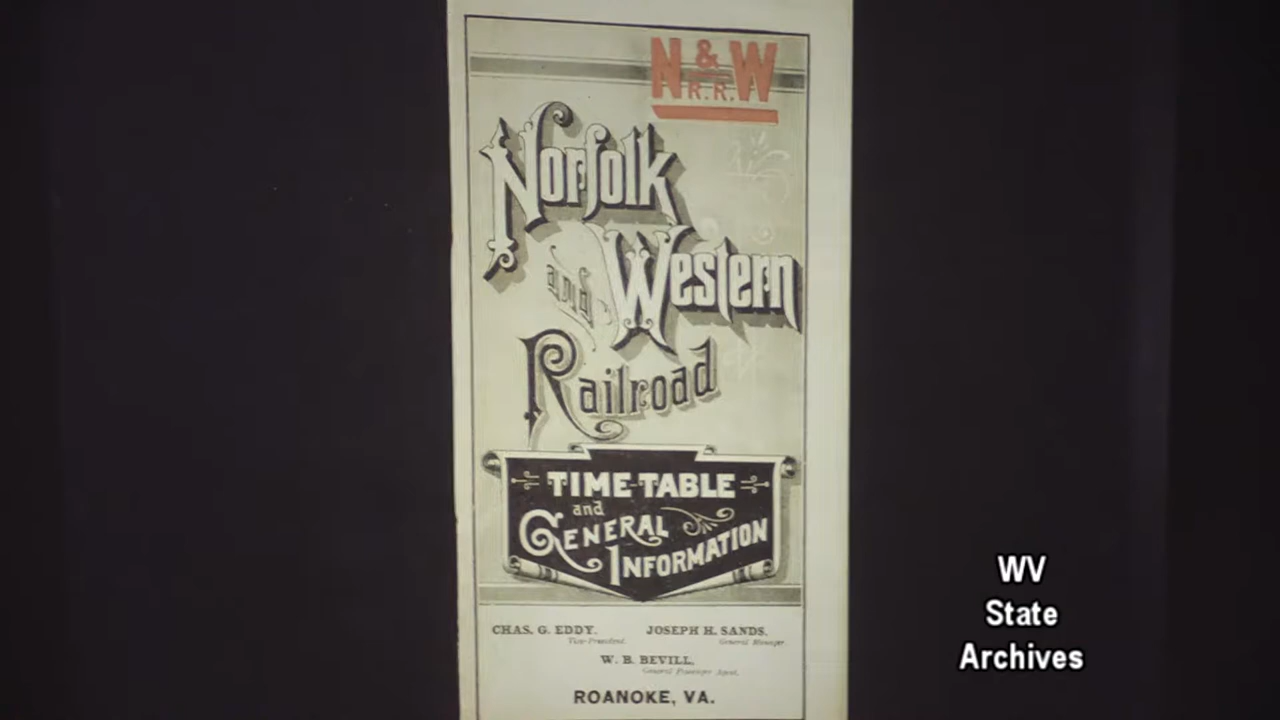 N & W
R.R.
Norfolk
and Western
Railroad
TIME-TABLE
and
GENERAL
INFORMATION
CHAS. G. EDDY. JOSEPH H. SANDS.
Vice-President. General Manager.
W. B. BEVILL,
General Passenger Agent.
ROANOKE, VA.
WV
State
Archives